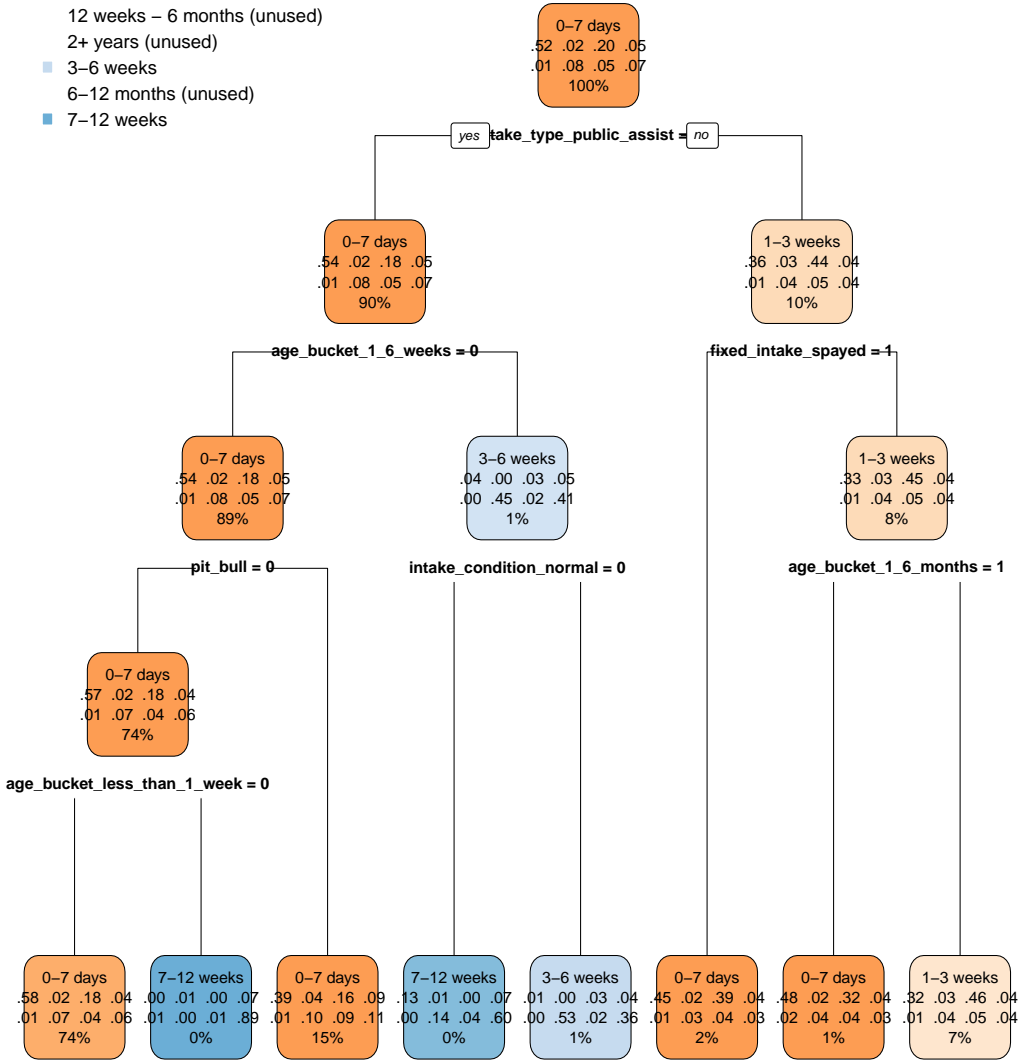 12 weeks – 6 months (unused)
2+ years (unused)
3–6 weeks
6–12 months (unused)
7–12 weeks
0–7 days
.52 .02 .20 .05
.01 .08 .05 .07
100%
yes take_type_public_assist = no
0–7 days
.54 .02 .18 .05
.01 .08 .05 .07
90%
1–3 weeks
.36 .03 .44 .04
.01 .04 .05 .04
10%
age_bucket_1_6_weeks = 0
fixed_intake_spayed = 1
0–7 days
.54 .02 .18 .05
.01 .08 .05 .07
89%
3–6 weeks
.04 .00 .03 .05
.00 .45 .02 .41
1%
1–3 weeks
.33 .03 .45 .04
.01 .04 .05 .04
8%
pit_bull = 0
intake_condition_normal = 0
age_bucket_1_6_months = 1
0–7 days
.57 .02 .18 .04
.01 .07 .04 .06
74%
age_bucket_less_than_1_week = 0
0–7 days
.58 .02 .18 .04
.01 .07 .04 .06
74%
7–12 weeks
.00 .01 .00 .07
.01 .00 .01 .89
0%
0–7 days
.39 .04 .16 .09
.01 .10 .09 .11
15%
7–12 weeks
.13 .01 .00 .07
.00 .14 .04 .60
0%
3–6 weeks
.01 .00 .03 .04
.00 .53 .02 .36
1%
0–7 days
.45 .02 .39 .04
.01 .03 .04 .03
2%
0–7 days
.48 .02 .32 .04
.02 .04 .04 .03
1%
1–3 weeks
.32 .03 .46 .04
.01 .04 .05 .04
7%